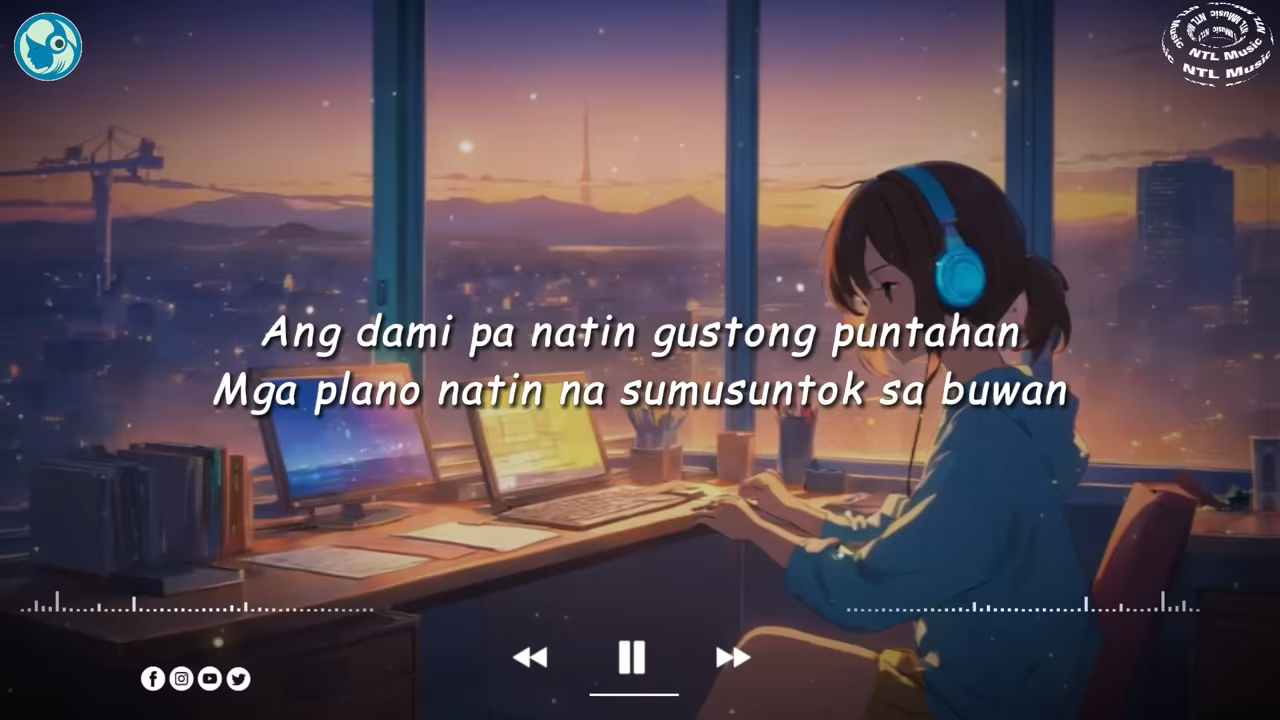 NTL Music
Ang dami pa natin gustong puntahan
Mga plano natin na sumusuntok sa buwan